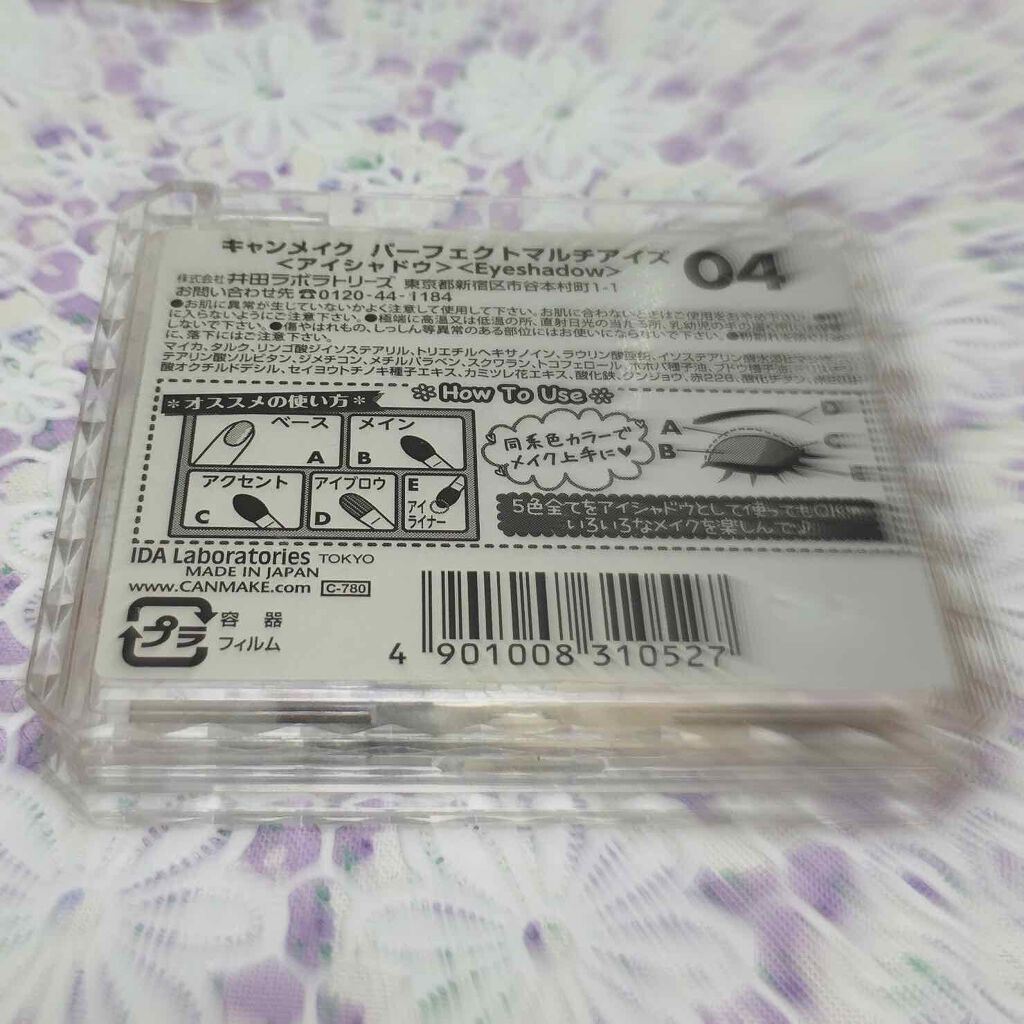 キャンメイク パーフェクトマルチアイズ 04
<アイシャドウ><Eyeshadow>
株式会社 井田ラボラトリーズ 東京都新宿区市谷本村町1-1
お問い合わせ先 ☎0120-44-1184
●お肌に異常が生じていないかよく注意して使用して下さい。お肌に合わないときはご使用を
に入らないようにご注意下さい。●極端に高温又は低温の所、直射日光の当たる所、乳幼児の手の届く所には
しないで下さい。●傷やはれもの、しっしん等異常のある部位にはお使いにならないで下さい。
に、落下にはご注意下さい。
マイカ、タルク、リンゴ酸ジイソステアリル、トリエチルヘキサノイン、ラウリン酸亜鉛、イソステアリン酸水添ヒマ
テアリン酸ソルビタン、ジメチコン、メチルパラベン、スクワラン、トコフェロール、ホホバ種子油、ブドウ種子油、
酸オクチルドデシル、セイヨウトチノキ種子エキス、カミツレ花エキス、酸化鉄、グンジョウ、赤226、酸化チタン、
*オススメの使い方*
How To Use
ベース A
メイン B
アクセント C
アイブロウ D
E アイライナー
同系色カラーで
メイク上手に♥
A
B
D
C
5色全てをアイシャドウとして使ってもOK
いろいろなメイクを楽しんで♪
IDA Laboratories TOKYO
MADE IN JAPAN
www.CANMAKE.com C-780
プラ
容器
フィルム
4 901008 310527